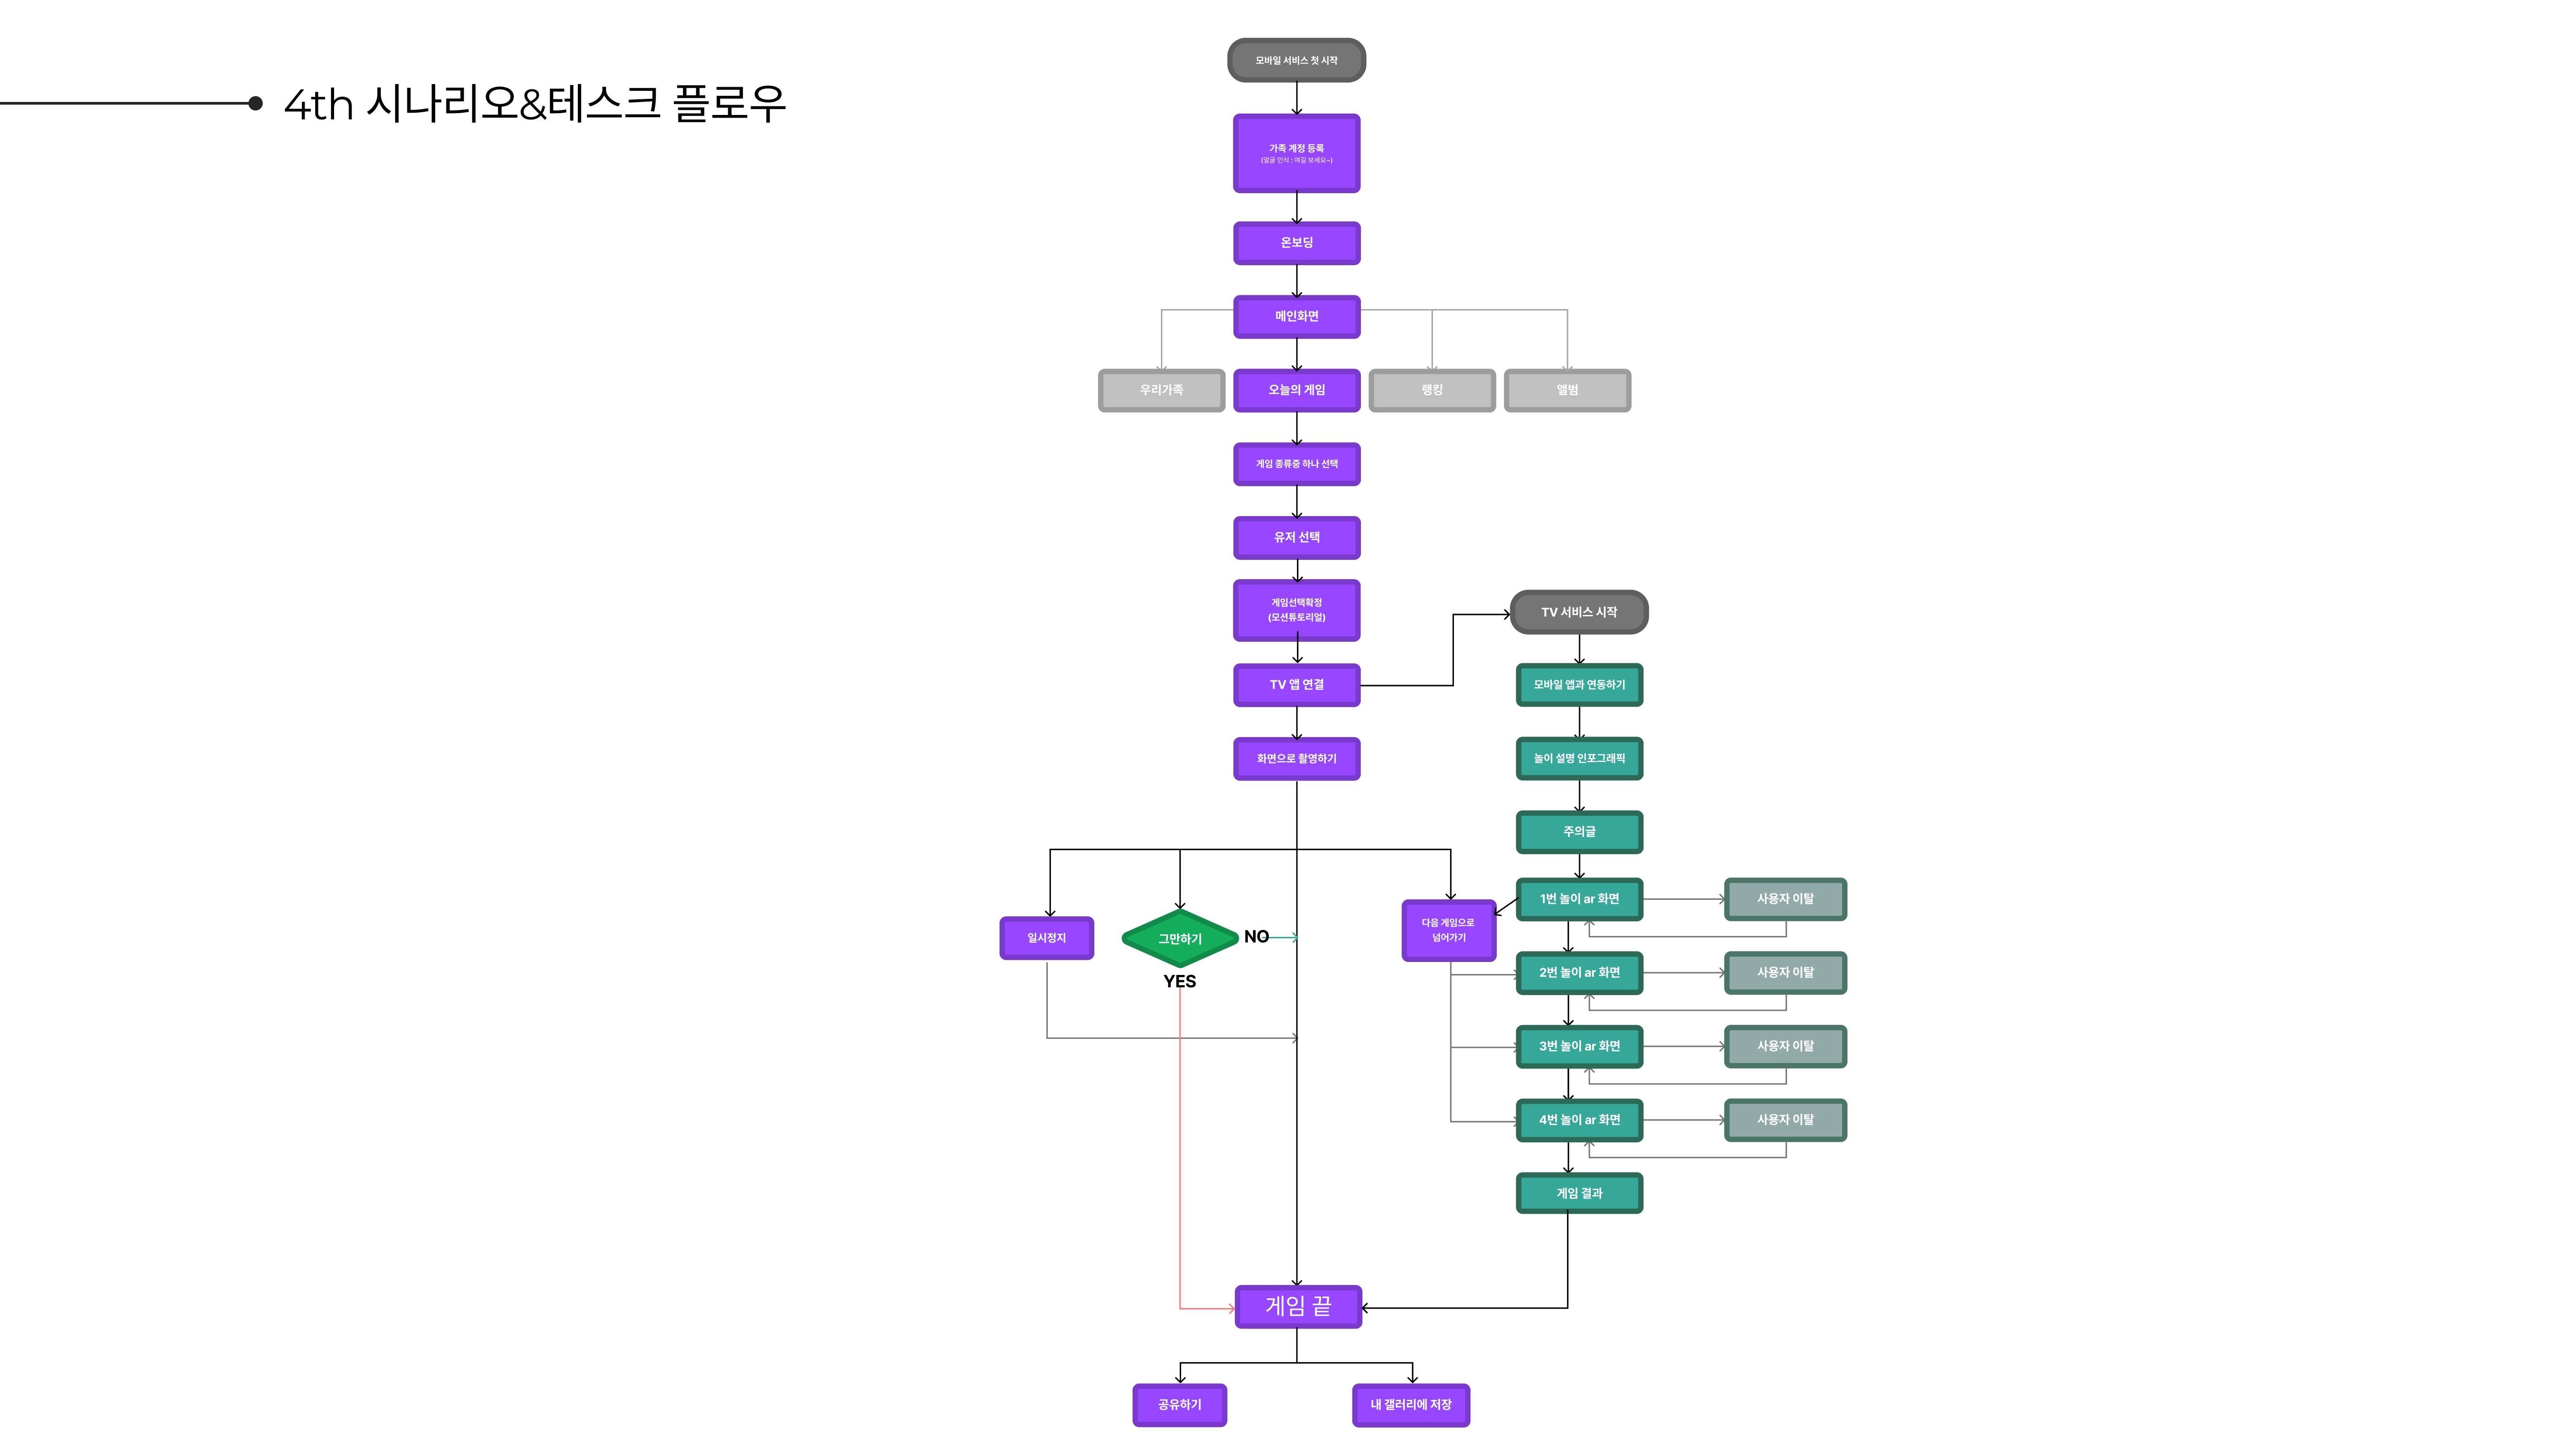 4th 시나리오&테스크 플로우
모바일 서비스 첫 시작
가족 계정 등록
(얼굴 인식 : 여길 보세요~)
온보딩
메인화면
우리가족
오늘의 게임
랭킹
앨범
게임 종류중 하나 선택
유저 선택
게임선택확정
(모션튜토리얼)
TV 서비스 시작
TV 앱 연결
모바일 앱과 연동하기
화면으로 촬영하기
놀이 설명 인포그래픽
주의글
1번 놀이 ar 화면
사용자 이탈
일시정지
그만하기
NO
YES
다음 게임으로
넘어가기
2번 놀이 ar 화면
사용자 이탈
3번 놀이 ar 화면
사용자 이탈
4번 놀이 ar 화면
사용자 이탈
게임 결과
게임 끝
공유하기
내 갤러리에 저장